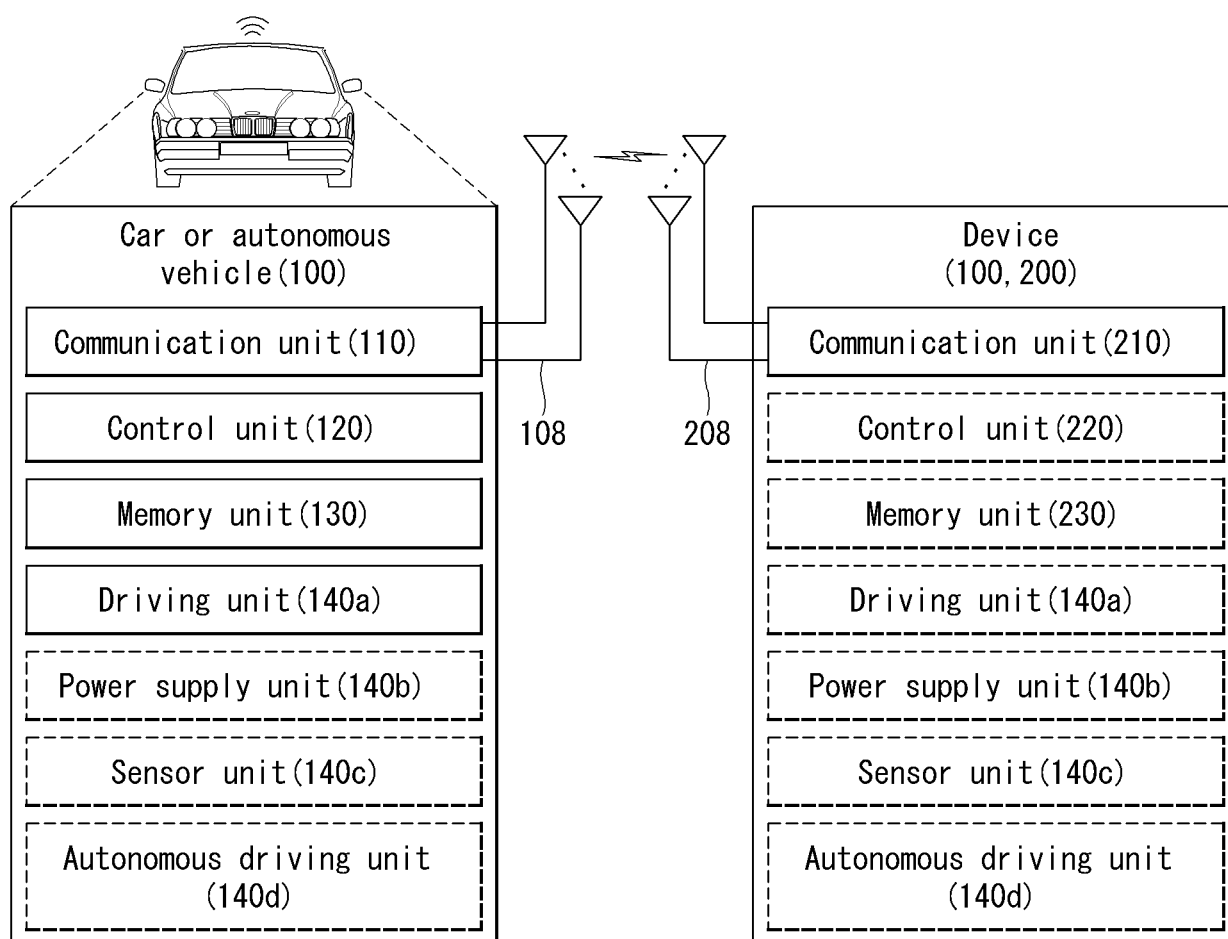 Car or autonomous
vehicle(100)
Communication unit(110)
Control unit(120)
Memory unit(130)
Driving unit(140a)
Power supply unit(140b)
Sensor unit(140c)
Autonomous driving unit
(140d)
108
208
Device
(100,200)
Communication unit(210)
Control unit(220)
Memory unit(230)
Driving unit(140a)
Power supply unit(140b)
Sensor unit(140c)
Autonomous driving unit
(140d)